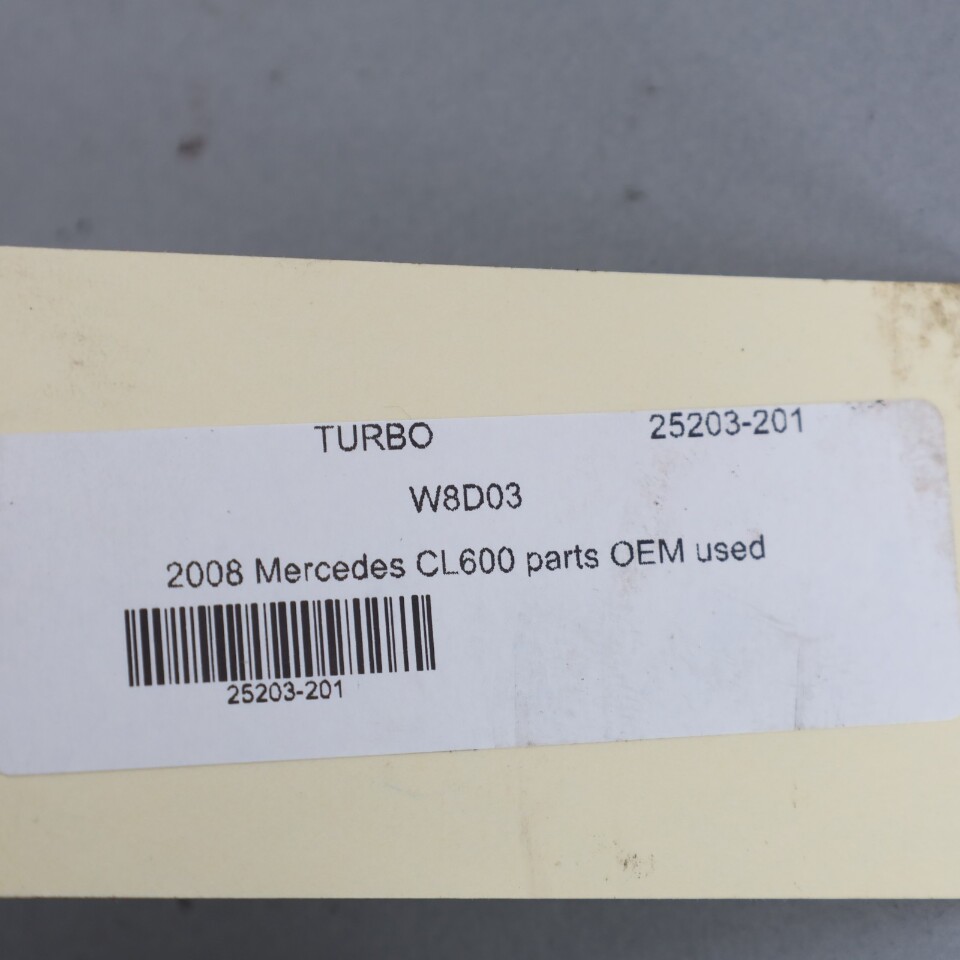 TURBO 25203-201
W8D03
2008 Mercedes CL600 parts OEM used
25203-201